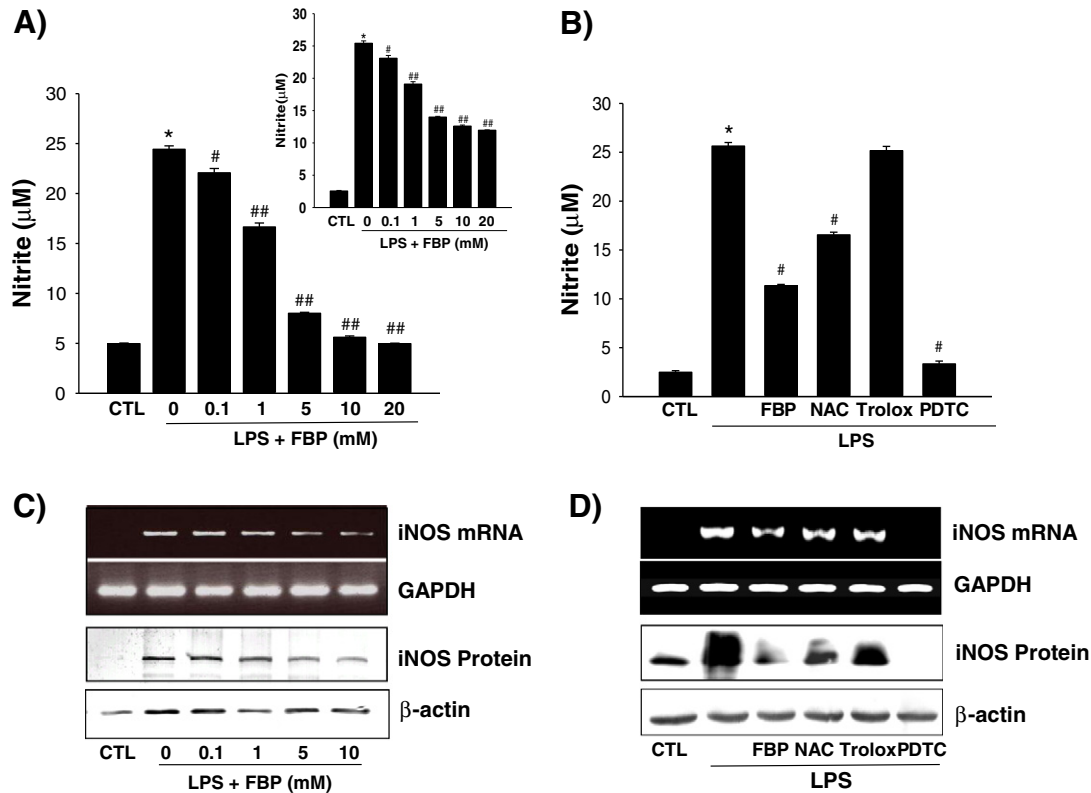 A)
Nitrite (μM)
30
25
20
15
10
5
0
*
#
##
##
##
##
CTL 0 0.1 1 5 10 20
LPS + FBP (mM)
Nitrite(μM)
30
25
20
15
10
5
0
*
#
##
##
##
##
CTL 0 0.1 1 5 10 20
LPS + FBP (mM)
B)
Nitrite (μM)
30
25
20
15
10
5
0
*
#
#
#
CTL FBP NAC Trolox PDTC
LPS
C)
iNOS mRNA
GAPDH
iNOS Protein
β-actin
CTL 0 0.1 1 5 10
LPS + FBP (mM)
D)
iNOS mRNA
GAPDH
iNOS Protein
β-actin
CTL FBP NAC TroloxPDTC
LPS